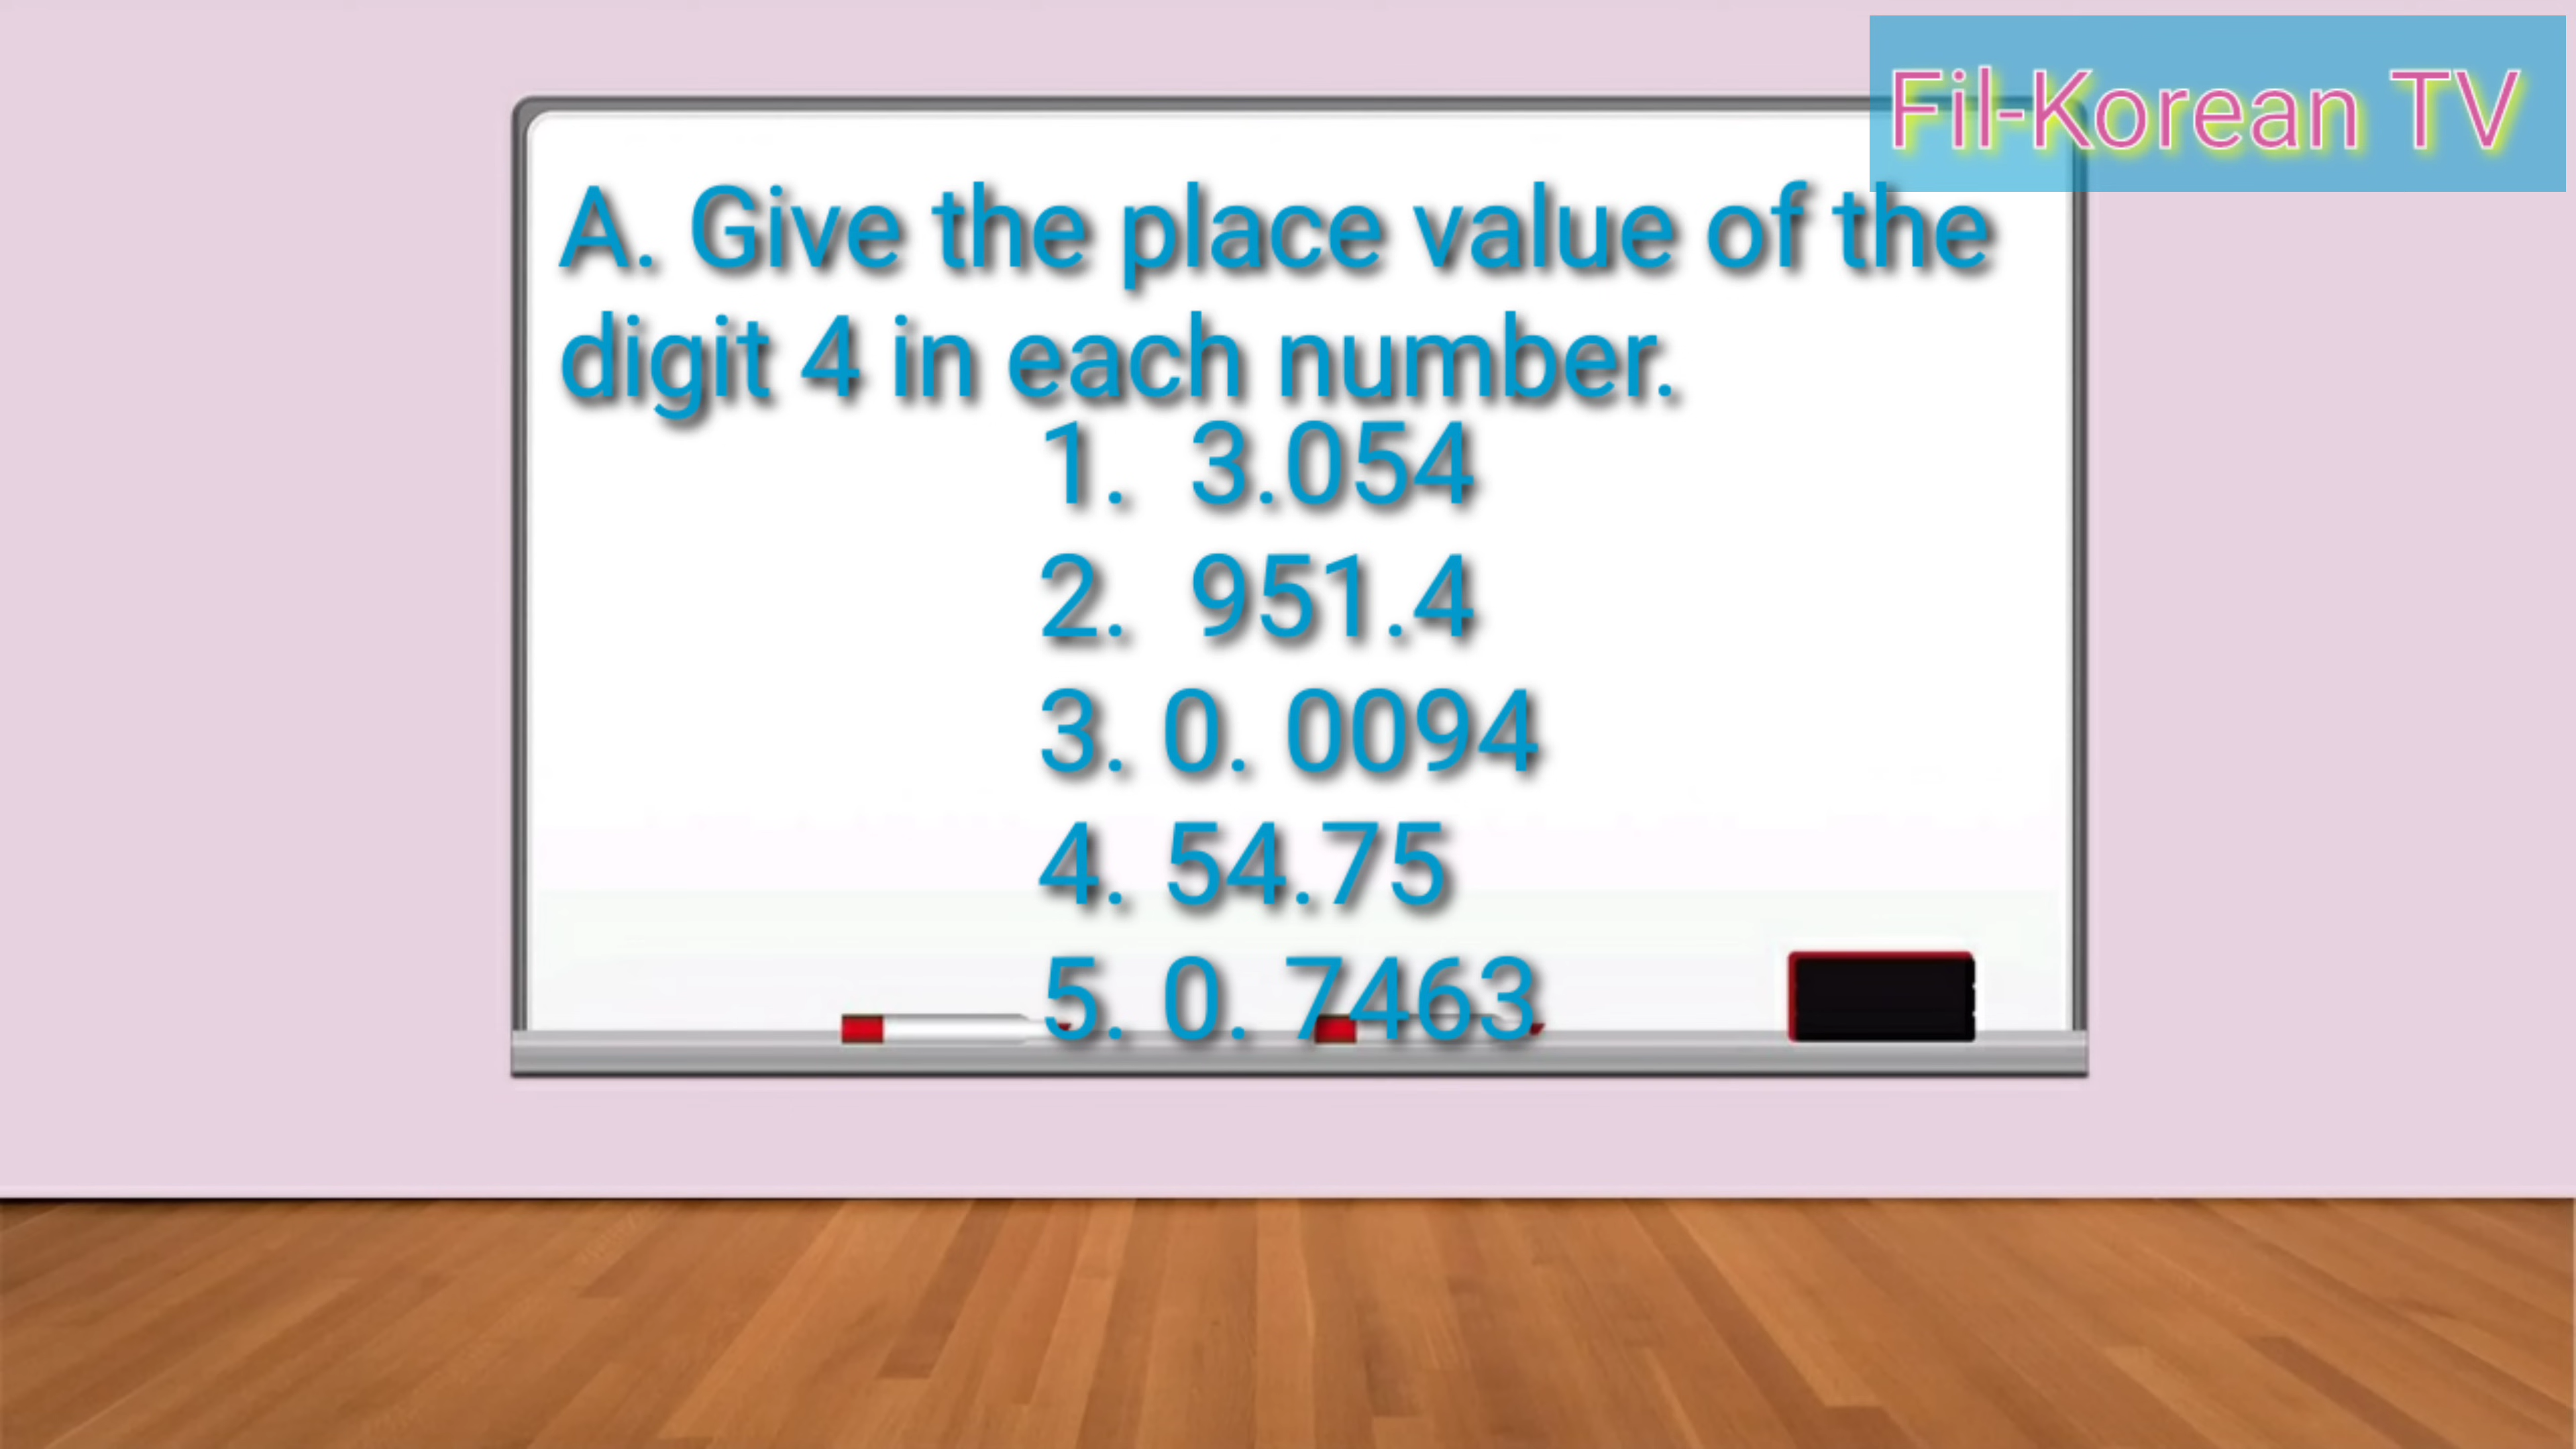 Fil-Korean TV
A. Give the place value of the
digit 4 in each number.
1. 3.054
2. 951.4
3. 0. 0094
4. 54.75
5. 0. 7463